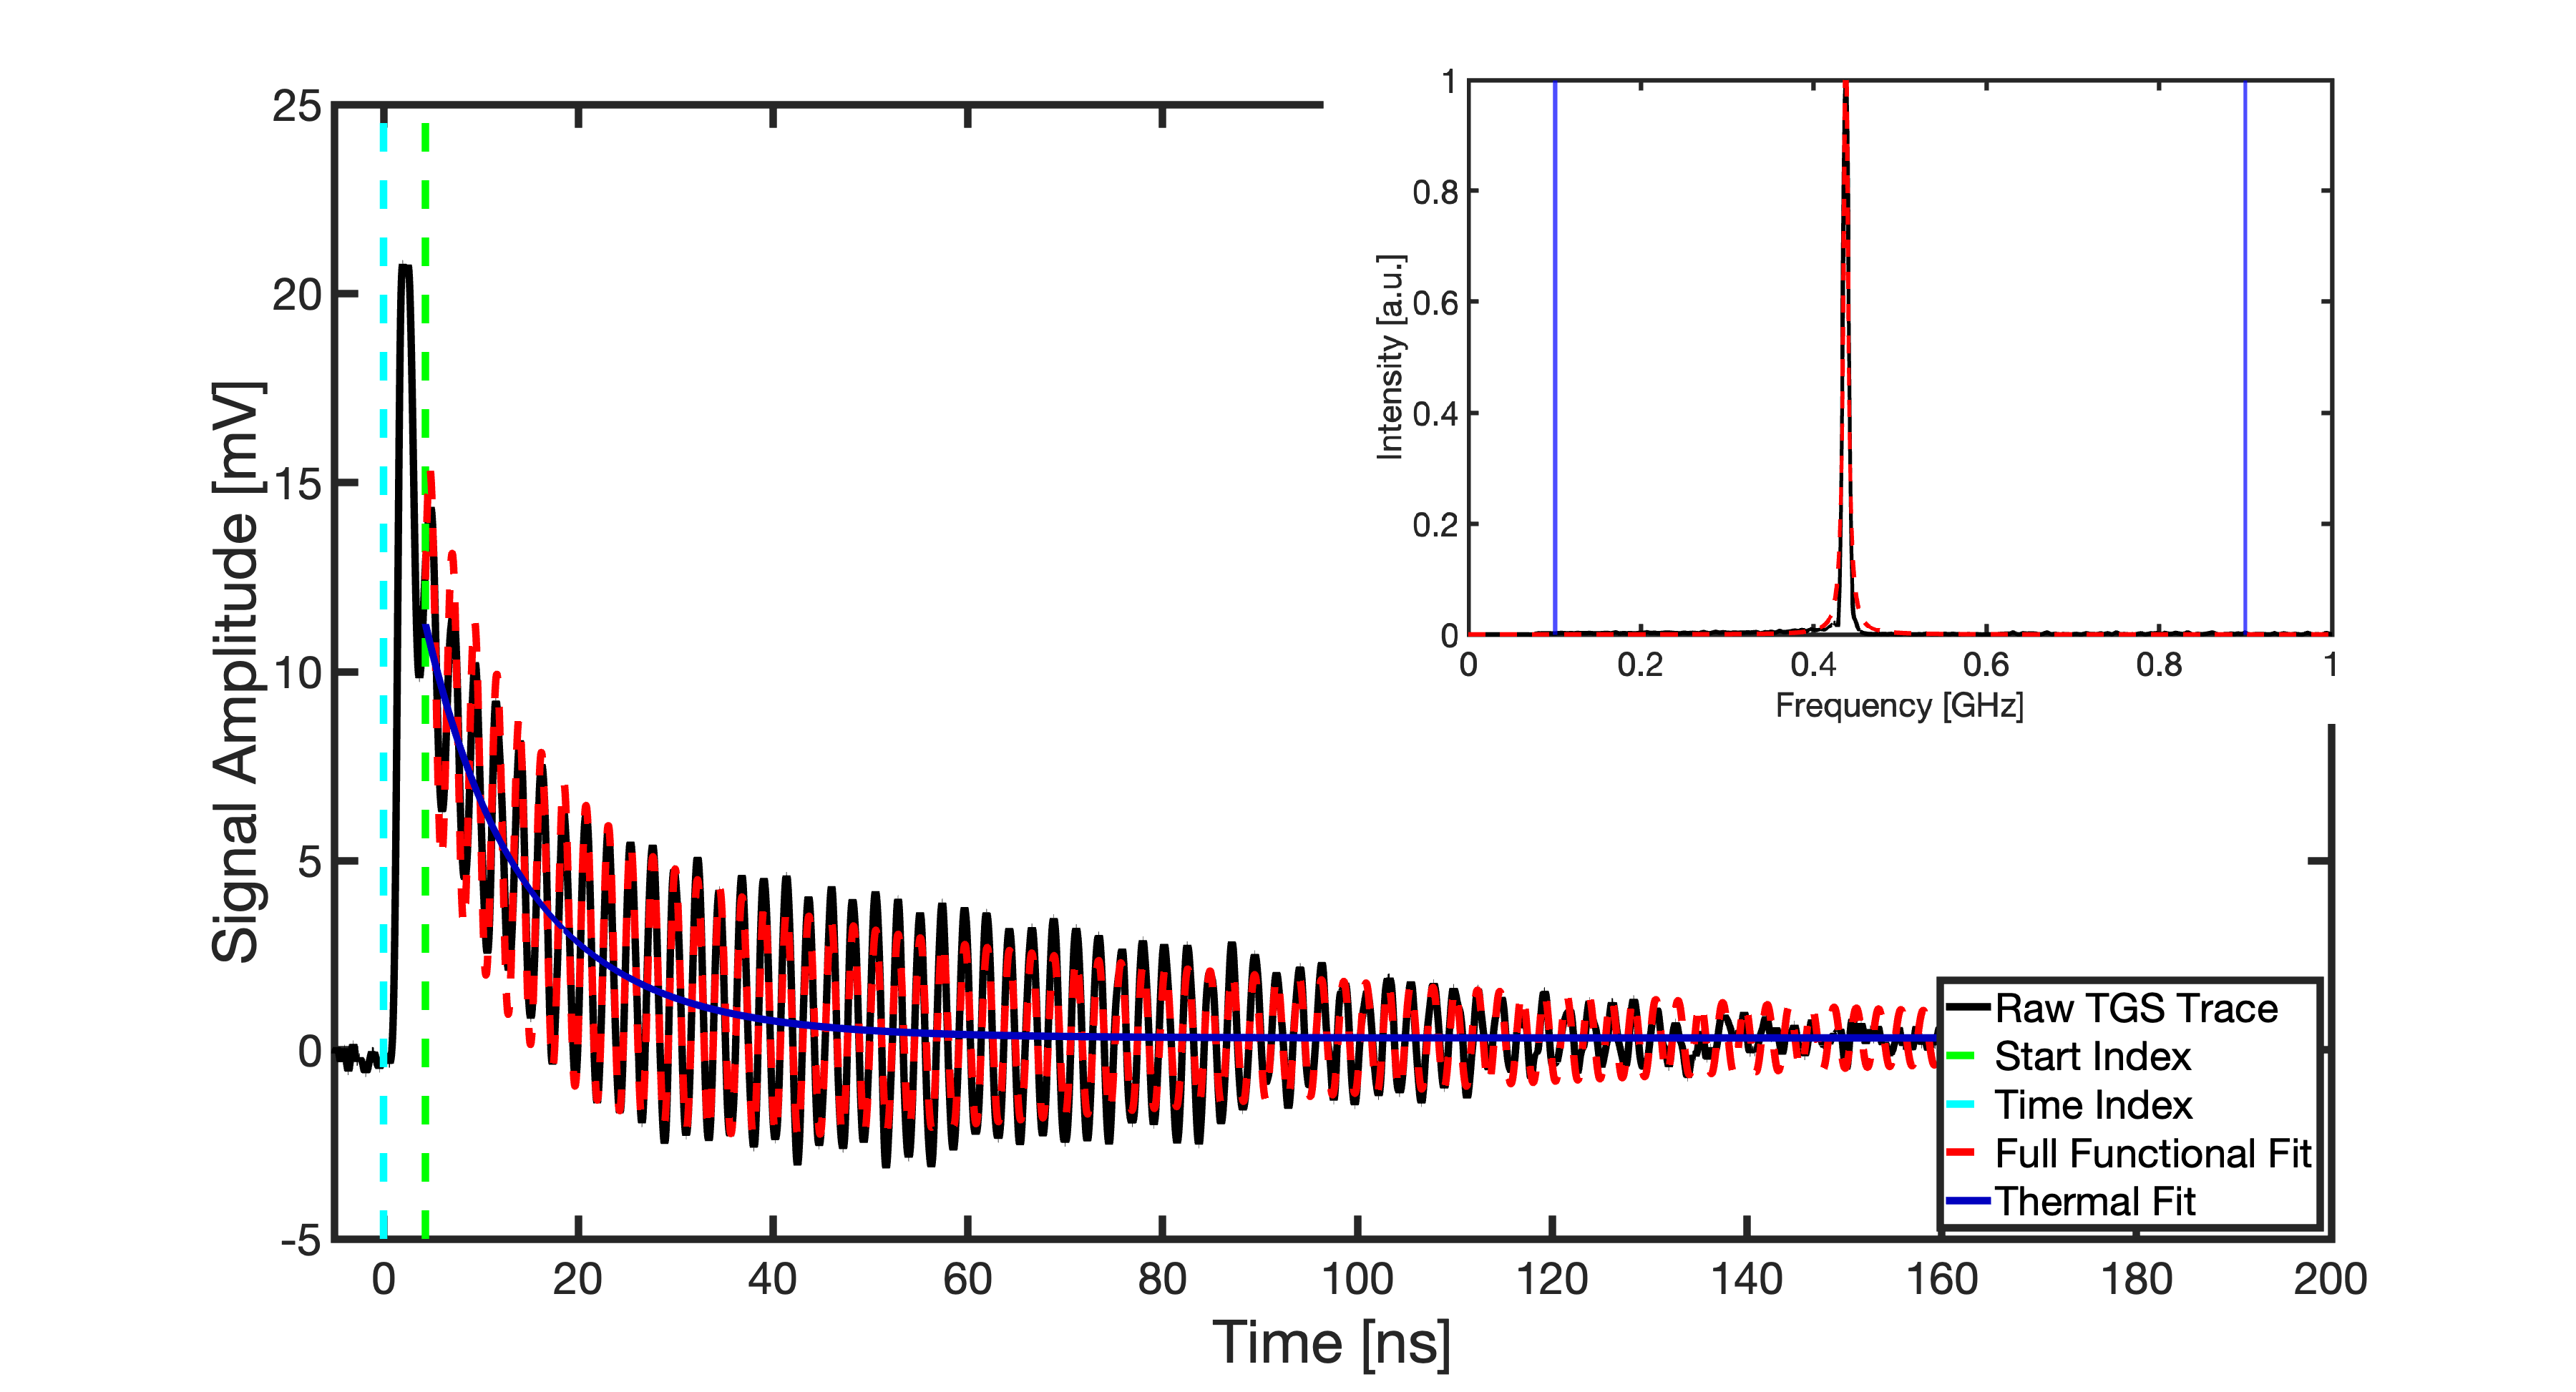 25
20
15
10
5
0
-5
Signal Amplitude [mV]
0 20 40 60 80 100 120 140 160 180 200
Time [ns]
1
0.8
0.6
0.4
0.2
0
Intensity [a.u.]
0 0.2 0.4 0.6 0.8 1
Frequency [GHz]
Raw TGS Trace
Start Index
Time Index
Full Functional Fit
Thermal Fit